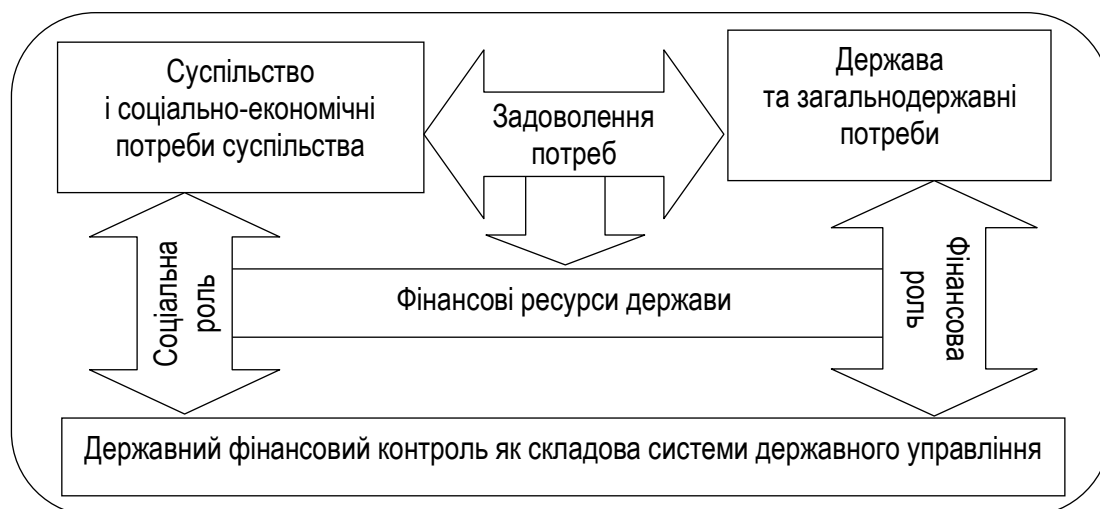 Суспільство
і соціально-економічні
потреби суспільства
Задоволення
потреб
Держава
та загальнодержавні
потреби
Соціальна
роль
Фінансові ресурси держави
Фінансова
роль
Державний фінансовий контроль як складова системи державного управління